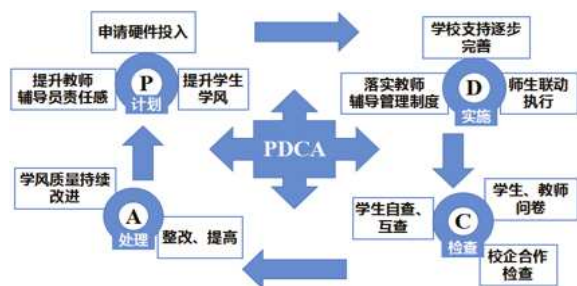 申请硬件投入
提升教师
辅导员责任感
P
计划
提升学生
学风
学校支持逐步
完善
落实教师
辅导管理制度
D
实施
师生联动
执行
PDCA
学风质量持续
改进
A
处理
整改、提高
学生自查、
互查
C
检查
学生、教师
问卷
校企合作
检查